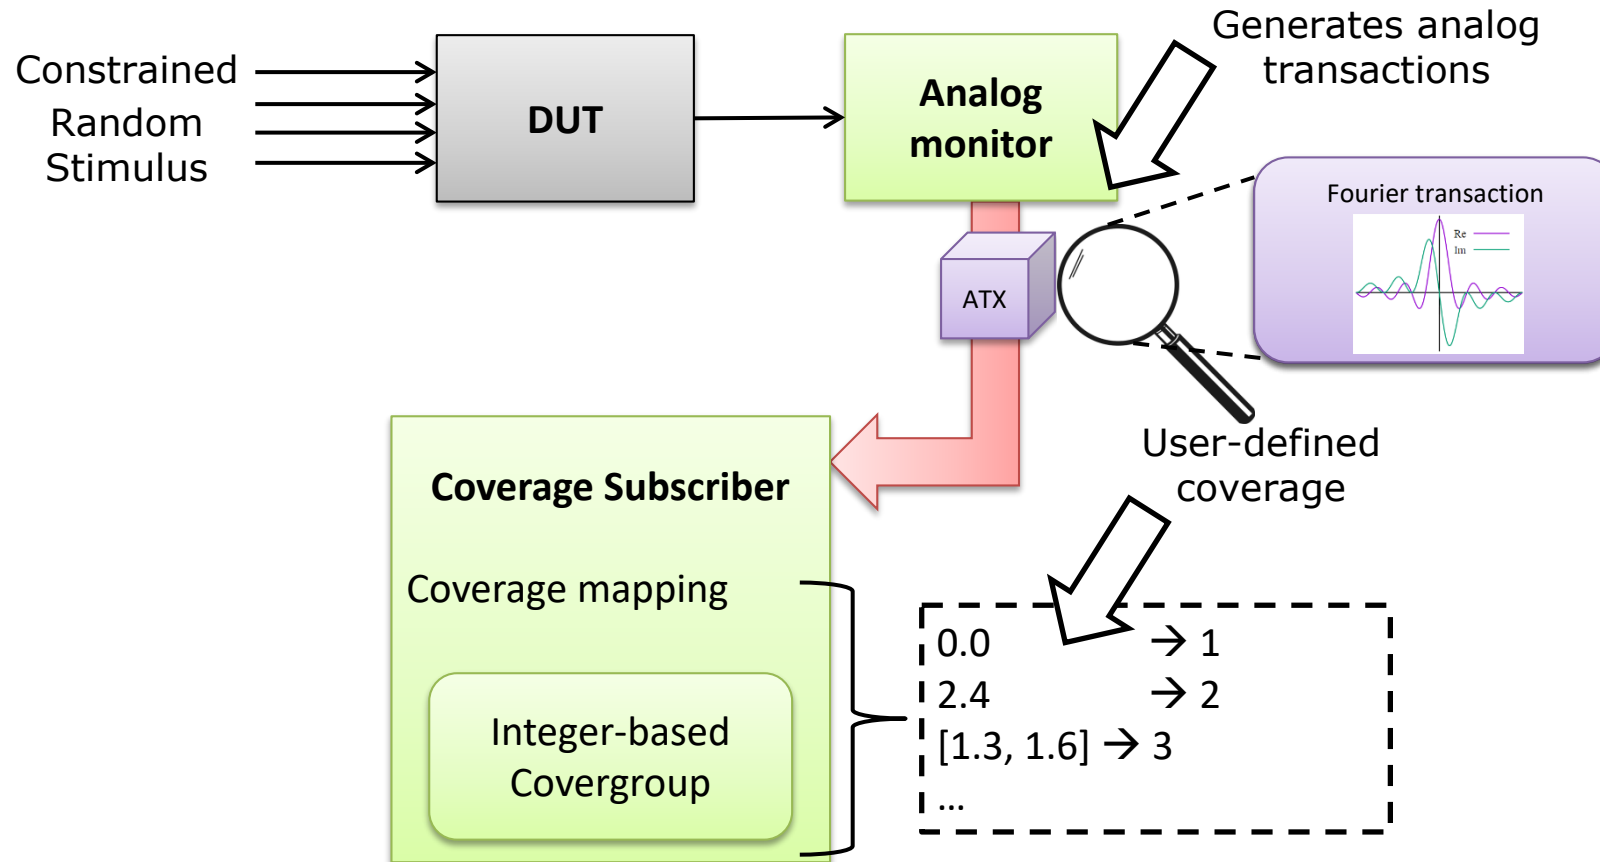 Constrained
Random
Stimulus
DUT
Analog
monitor
Generates analog
transactions
Fourier transaction
Re
Im
ATX
User-defined
coverage
Coverage Subscriber
Coverage mapping
Integer-based
Covergroup
0.0 → 1
2.4 → 2
[1.3, 1.6] → 3
...